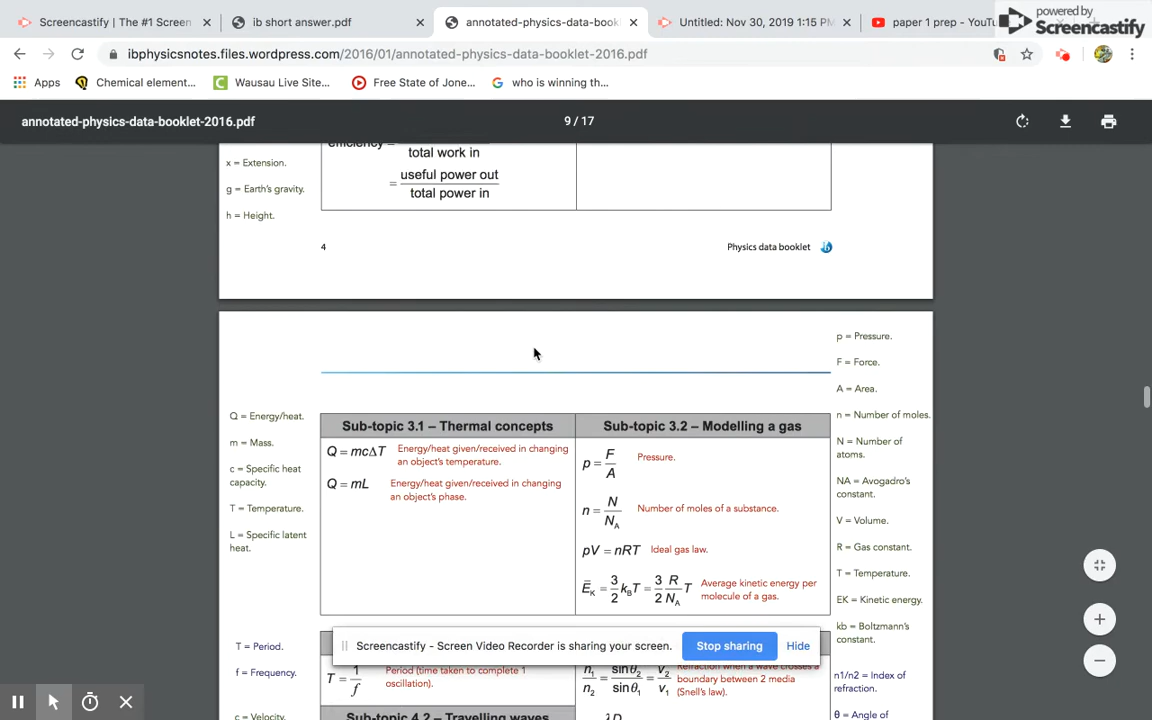 Screencastify | The #1 Screen
ib short answer.pdf
annotated-physics-data-book
Untitled: Nov 30, 2019 1:15 PM
paper 1 prep - YouTu
powered by
Screencastify
ibphysicsnotes.files.wordpress.com/2016/01/annotated-physics-data-booklet-2016.pdf
Apps
Chemical element...
Wausau Live Site...
Free State of Jone...
who is winning th...
annotated-physics-data-booklet-2016.pdf
9 / 17
x = Extension.
g = Earth's gravity.
h = Height.
efficiency =
total work in
= useful power out
total power in
4
Physics data booklet
Q = Energy/heat.
m = Mass.
c = Specific heat
capacity.
T = Temperature.
L = Specific latent
heat.
Sub-topic 3.1 – Thermal concepts
Q = mcΔT
Energy/heat given/received in changing
an object's temperature.
Q = mL
Energy/heat given/received in changing
an object's phase.
Sub-topic 3.2 – Modelling a gas
p = F/A
Pressure.
n = N/N_A
Number of moles of a substance.
pV = nRT
Ideal gas law.
Ē_K = 3/2 k_B T = 3/2 R/N_A T
Average kinetic energy per
molecule of a gas.
p = Pressure.
F = Force.
A = Area.
n = Number of moles.
N = Number of
atoms.
NA = Avogadro's
constant.
V = Volume.
R = Gas constant.
T = Temperature.
EK = Kinetic energy.
kb = Boltzmann's
constant.
n1/n2 = Index of
refraction.
θ = Angle of
Screencastify - Screen Video Recorder is sharing your screen.
Stop sharing
Hide
T = Period.
f = Frequency.
c = Velocity.
T = 1/f
Period (time taken to complete 1
oscillation).
Sub-topic 4.2 – Travelling waves
n1/n2 = sinθ2/sinθ1 = v2/v1
Refraction when a wave crosses a
boundary between 2 media
(Snell's law).
λD